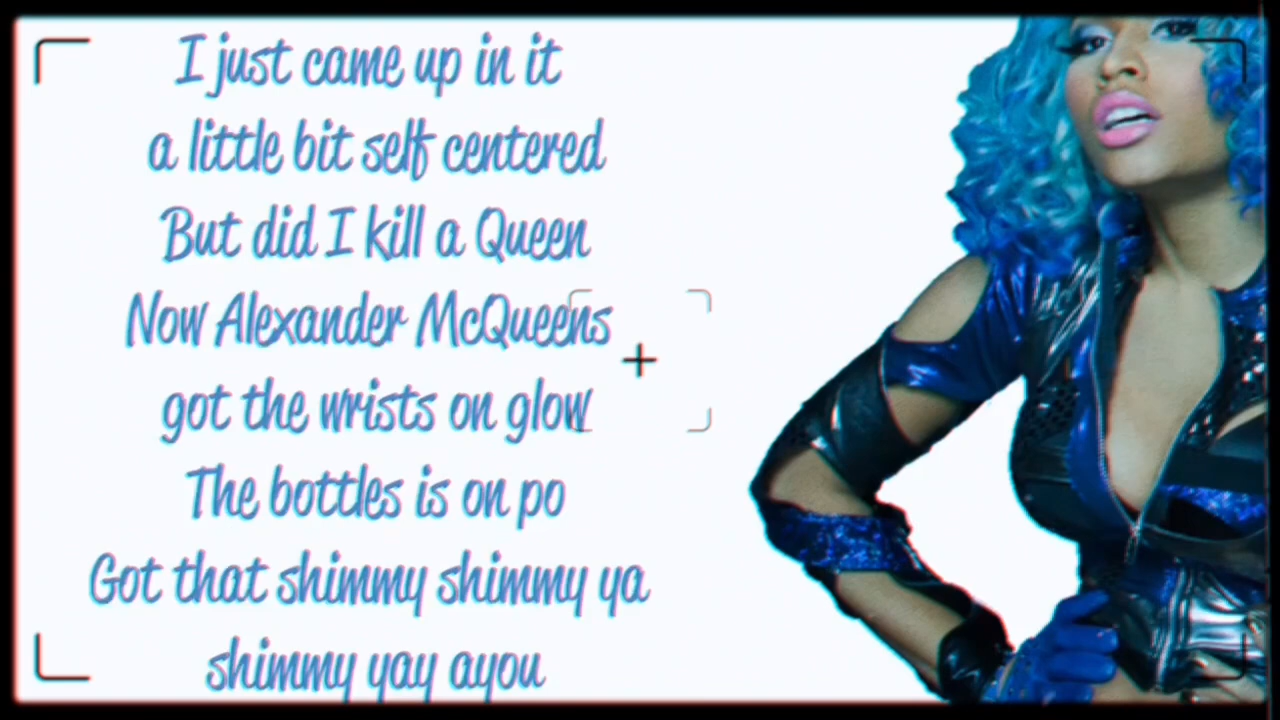 I just came up in it
a little bit self centered
But did I kill a Queen
Now Alexander McQueens
got the wrists on glow
The bottles is on po
Got that shimmy shimmy ya
shimmy yay ayou